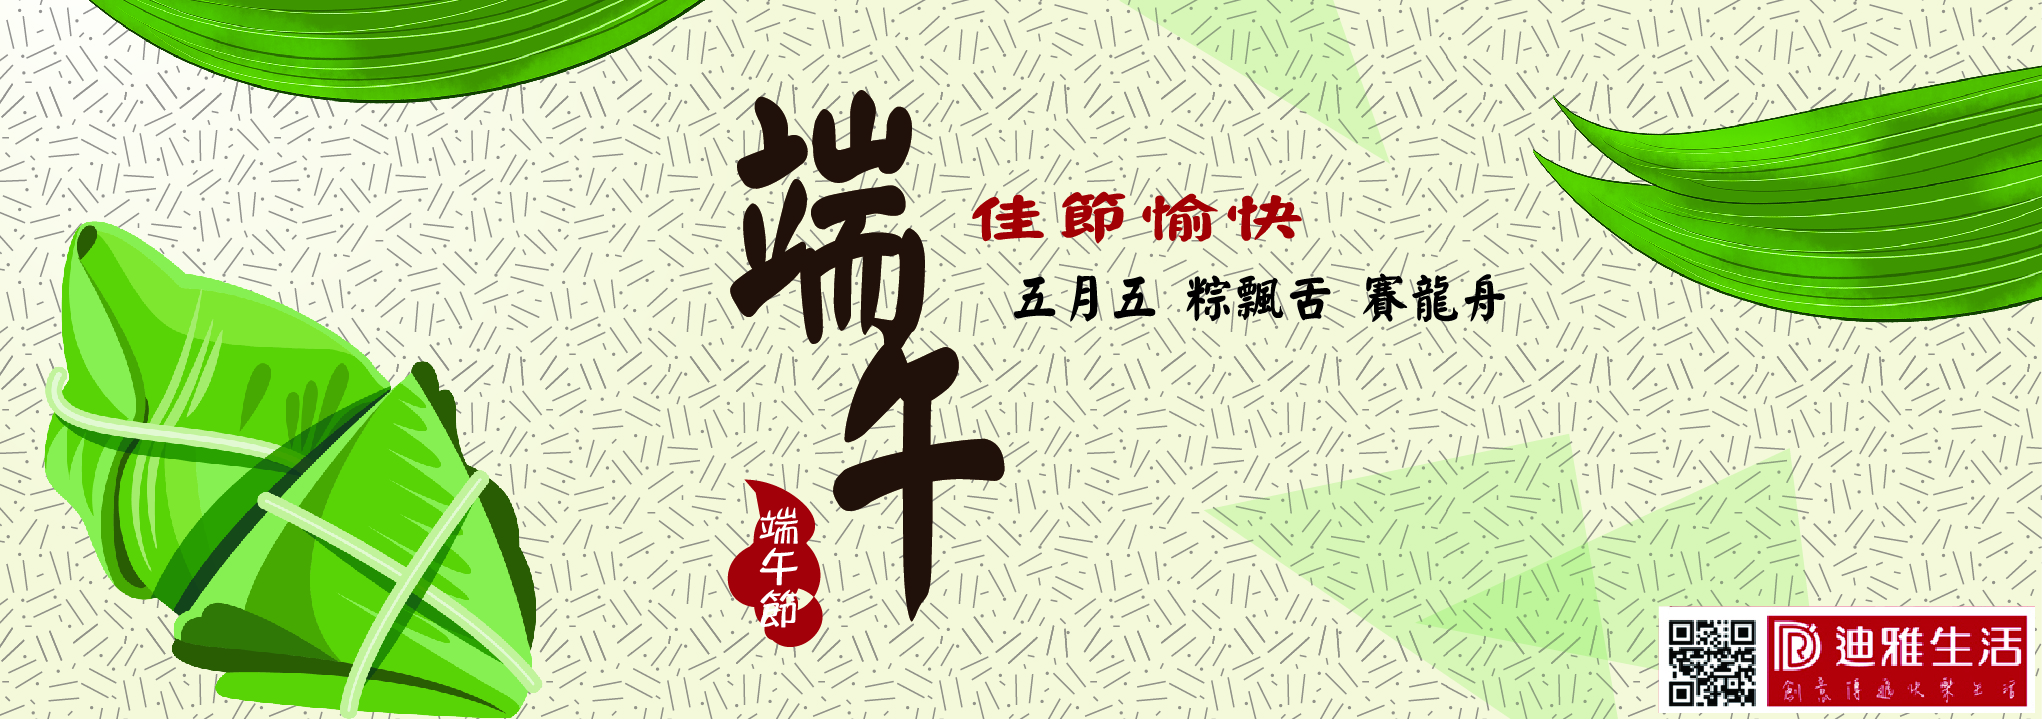 端午
佳節愉快
五月五 粽飄舌 賽龍舟
端午節
迪雅生活
創意傳遞快樂生活